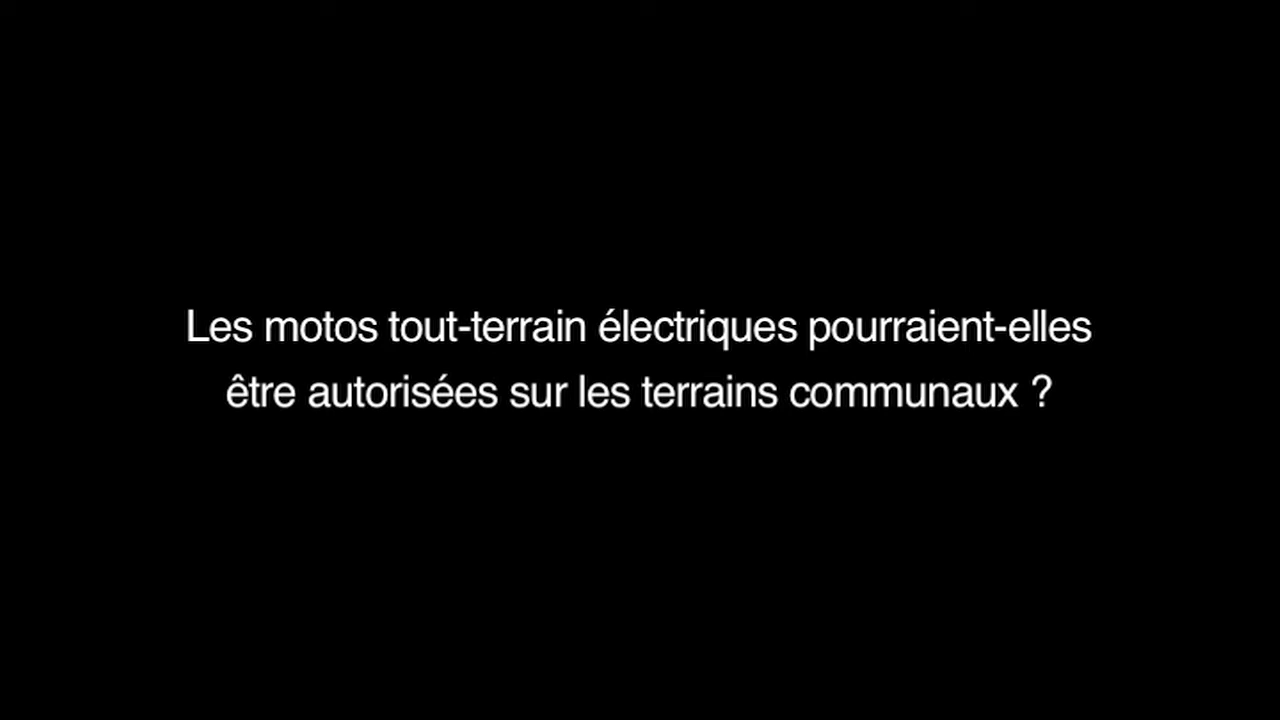 Les motos tout-terrain électriques pourraient-elles
être autorisées sur les terrains communaux ?